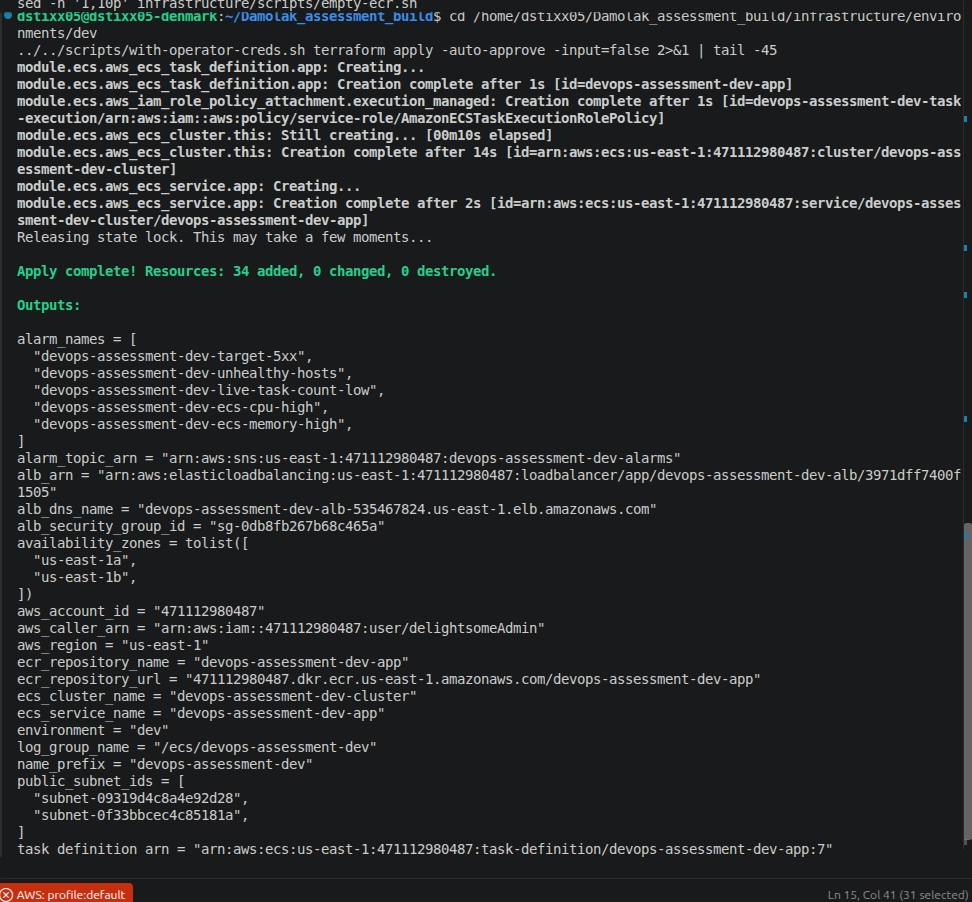 sed -n '1,10p' infrastructure/scripts/empty-ecr.sh
dstixx05@dstixx05-denmark:~/Damolak_assessment_build$ cd /home/dstixx05/Damolak_assessment_build/infrastructure/enviro
nments/dev
../../scripts/with-operator-creds.sh terraform apply -auto-approve -input=false 2>&1 | tail -45
module.ecs.aws_ecs_task_definition.app: Creating...
module.ecs.aws_ecs_task_definition.app: Creation complete after 1s [id=devops-assessment-dev-app]
module.ecs.aws_iam_role_policy_attachment.execution_managed: Creation complete after 1s [id=devops-assessment-dev-task
-execution/arn:aws:iam::aws:policy/service-role/AmazonECSTaskExecutionRolePolicy]
module.ecs.aws_ecs_cluster.this: Still creating... [00m10s elapsed]
module.ecs.aws_ecs_cluster.this: Creation complete after 14s [id=arn:aws:ecs:us-east-1:471112980487:cluster/devops-ass
essment-dev-cluster]
module.ecs.aws_ecs_service.app: Creating...
module.ecs.aws_ecs_service.app: Creation complete after 2s [id=arn:aws:ecs:us-east-1:471112980487:service/devops-asses
sment-dev-cluster/devops-assessment-dev-app]
Releasing state lock. This may take a few moments...
Apply complete! Resources: 34 added, 0 changed, 0 destroyed.
Outputs:
alarm_names = [
  "devops-assessment-dev-target-5xx",
  "devops-assessment-dev-unhealthy-hosts",
  "devops-assessment-dev-live-task-count-low",
  "devops-assessment-dev-ecs-cpu-high",
  "devops-assessment-dev-ecs-memory-high",
]
alarm_topic_arn = "arn:aws:sns:us-east-1:471112980487:devops-assessment-dev-alarms"
alb_arn = "arn:aws:elasticloadbalancing:us-east-1:471112980487:loadbalancer/app/devops-assessment-dev-alb/3971dff7400f
1505"
alb_dns_name = "devops-assessment-dev-alb-535467824.us-east-1.elb.amazonaws.com"
alb_security_group_id = "sg-0db8fb267b68c465a"
availability_zones = tolist([
  "us-east-1a",
  "us-east-1b",
])
aws_account_id = "471112980487"
aws_caller_arn = "arn:aws:iam::471112980487:user/delightsomeAdmin"
aws_region = "us-east-1"
ecr_repository_name = "devops-assessment-dev-app"
ecr_repository_url = "471112980487.dkr.ecr.us-east-1.amazonaws.com/devops-assessment-dev-app"
ecs_cluster_name = "devops-assessment-dev-cluster"
ecs_service_name = "devops-assessment-dev-app"
environment = "dev"
log_group_name = "/ecs/devops-assessment-dev"
name_prefix = "devops-assessment-dev"
public_subnet_ids = [
  "subnet-09319d4c8a4e92d28",
  "subnet-0f33bbcec4c85181a",
]
task_definition_arn = "arn:aws:ecs:us-east-1:471112980487:task-definition/devops-assessment-dev-app:7"
AWS: profile:default
Ln 15, Col 41 (31 selected)